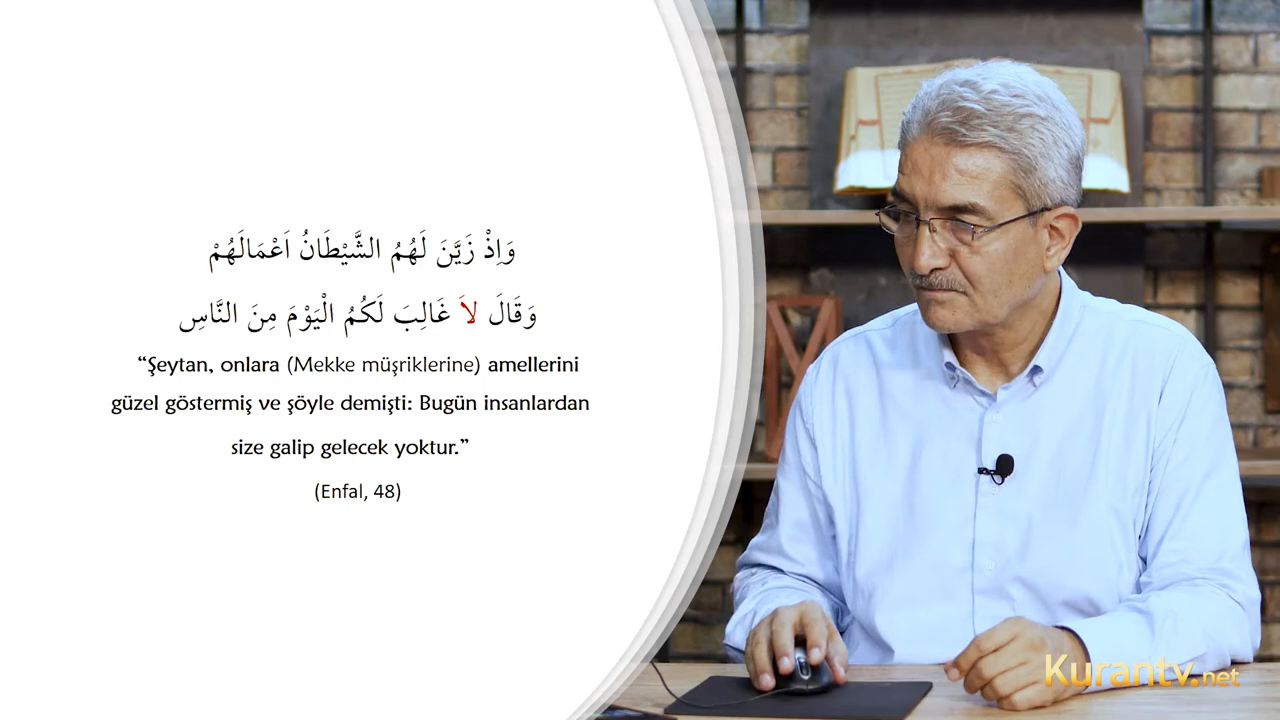 وَاِذْ زَيَّنَ لَهُمُ الشَّيْطَانُ اَعْمَالَهُمْ
وَقَالَ لاَ غَالِبَ لَكُمُ الْيَوْمَ مِنَ النَّاسِ
“Şeytan, onlara (Mekke müşriklerine) amellerini
güzel göstermiş ve şöyle demişti: Bugün insanlardan
size galip gelecek yoktur.”
(Enfal, 48)
Kurantv.net